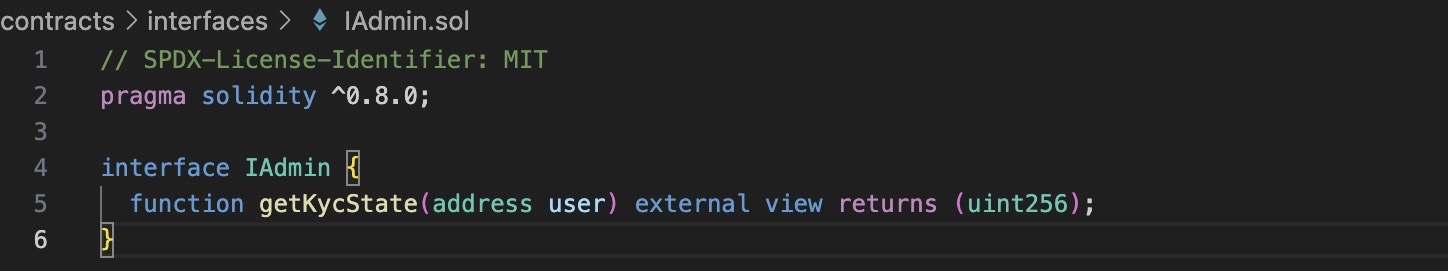 contracts > interfaces > IAdmin.sol
1 // SPDX-License-Identifier: MIT
2 pragma solidity ^0.8.0;
3
4 interface IAdmin {
5 function getKycState(address user) external view returns (uint256);
6 }